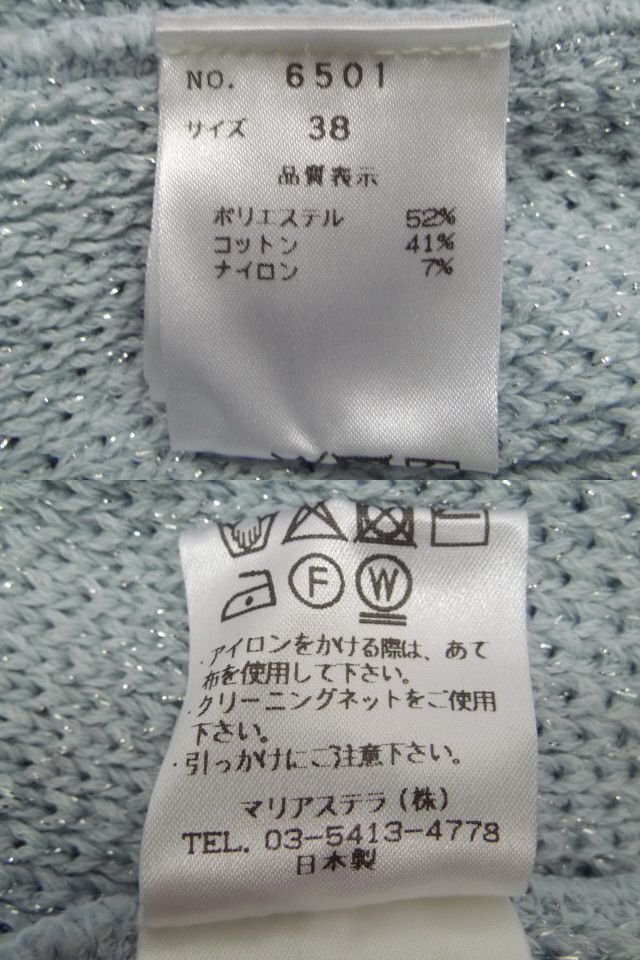 NO. 6501
サイズ 38
品質表示
ポリエステル 52%
コットン 41%
ナイロン 7%
F W
・アイロンをかける際は、あて
布を使用して下さい。
・クリーニングネットをご使用
下さい。
・引っかけにご注意下さい。
マリアステラ(株)
TEL. 03-5413-4778
日本製